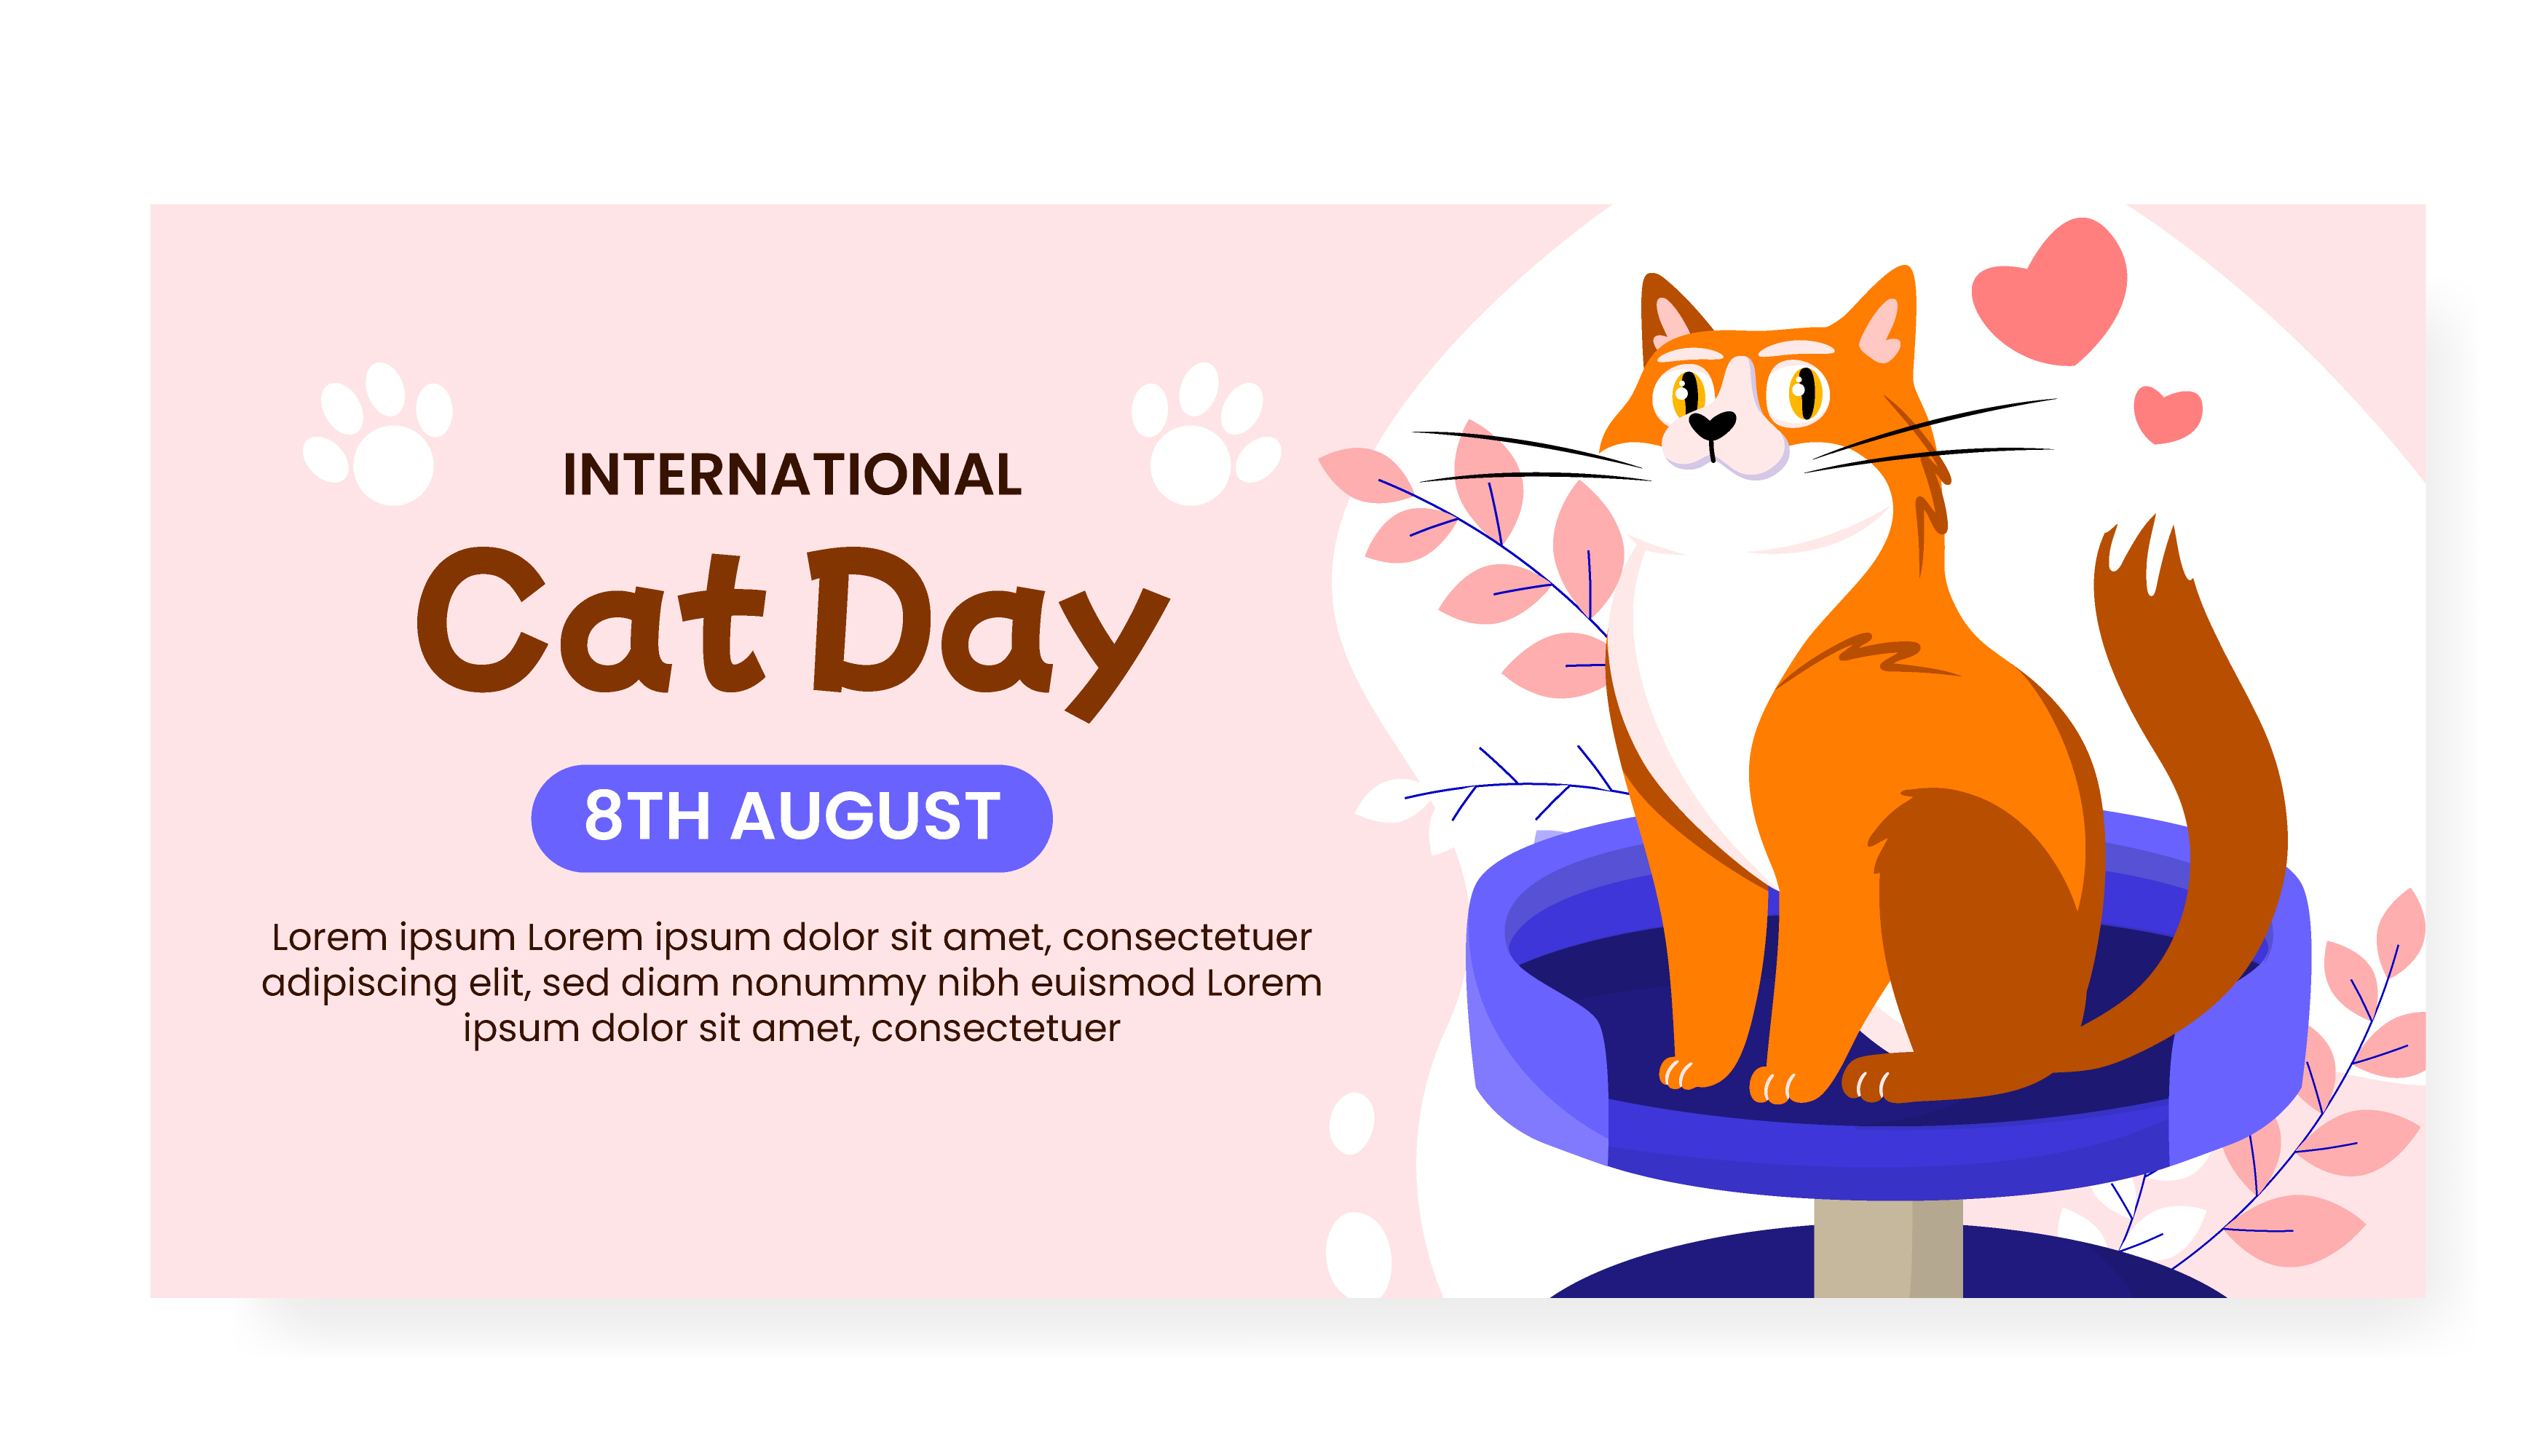 INTERNATIONAL
Cat Day
8TH AUGUST
Lorem ipsum Lorem ipsum dolor sit amet, consectetuer
adipiscing elit, sed diam nonummy nibh euismod Lorem
ipsum dolor sit amet, consectetuer